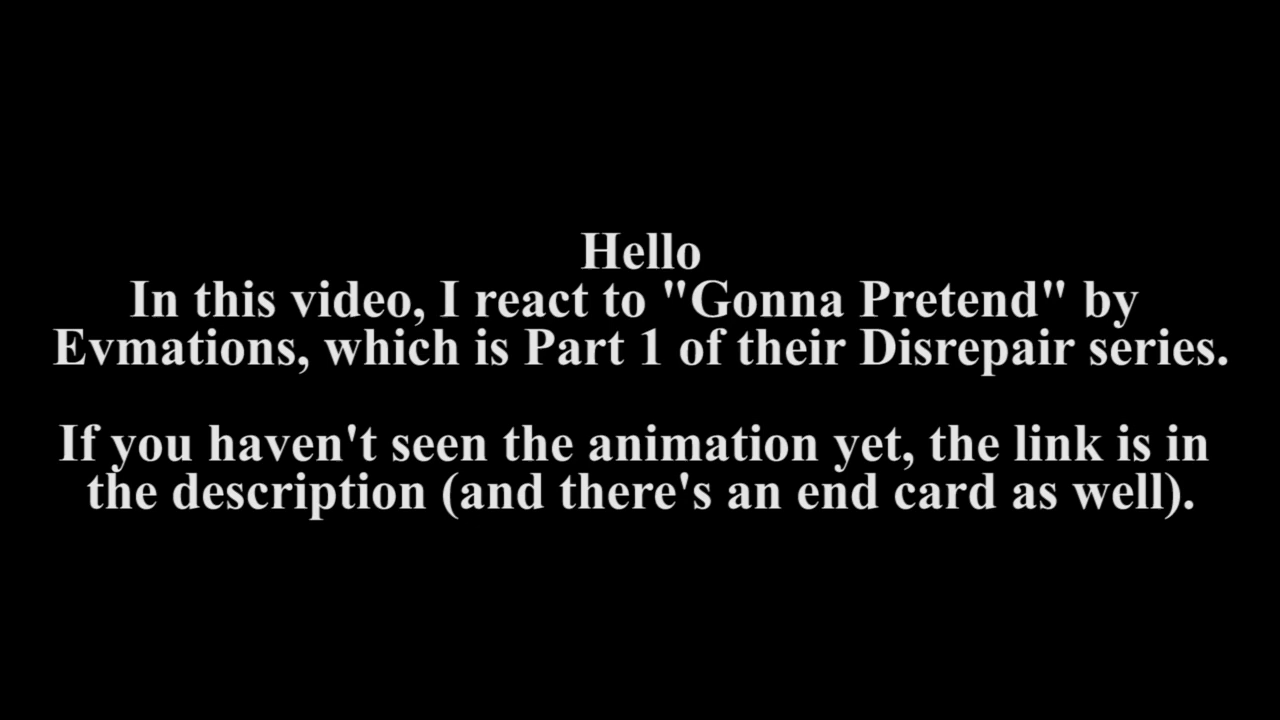 Hello
In this video, I react to "Gonna Pretend" by
Evmations, which is Part 1 of their Disrepair series.
If you haven't seen the animation yet, the link is in
the description (and there's an end card as well).